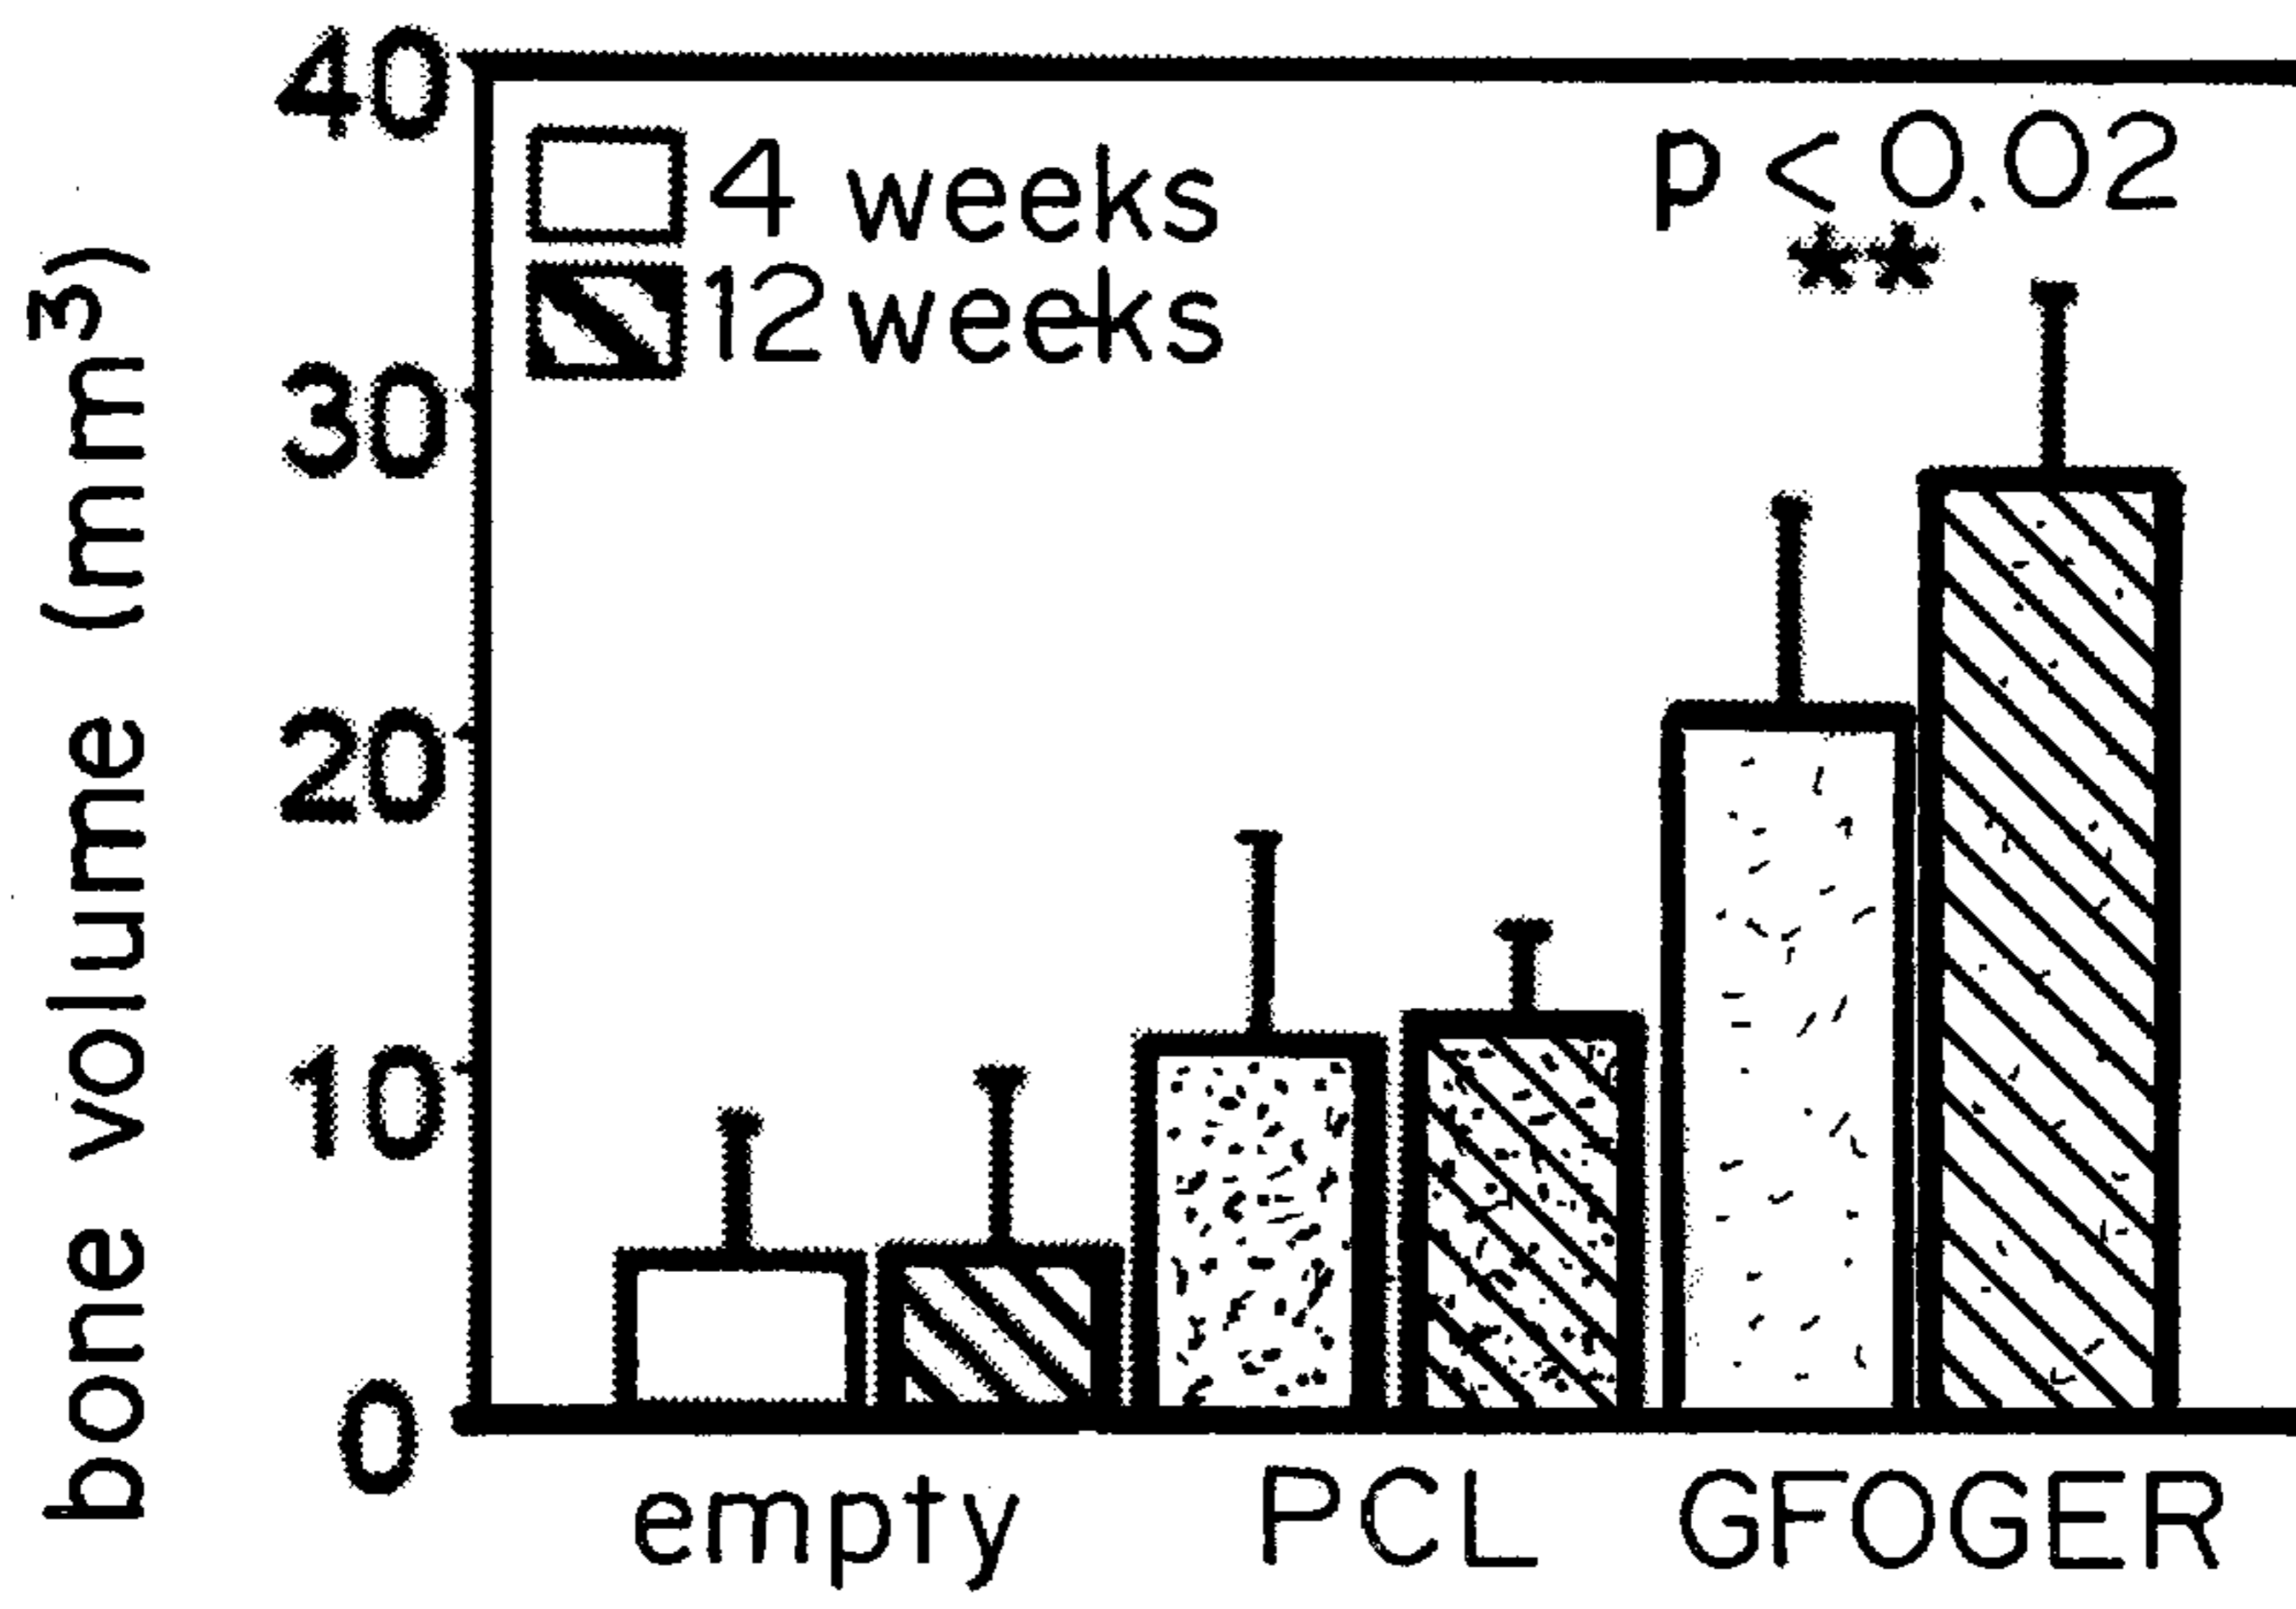 40
4 weeks
12 weeks
p < 0.02
**
30
20
10
0
bone volume (mm³)
empty PCL GFOGER